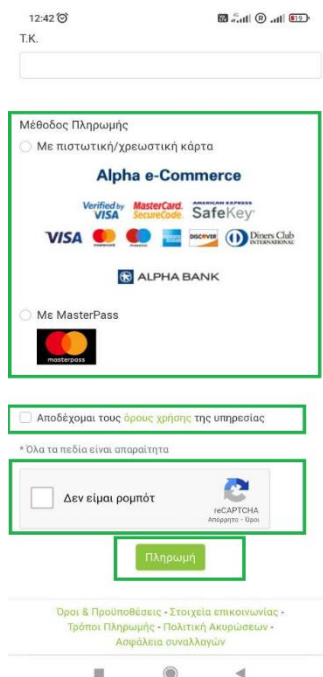 12:42
Τ.Κ.
Μέθοδος Πληρωμής
Με πιστωτική/χρεωστική κάρτα
Alpha e-Commerce
Verified by VISA MasterCard. SecureCode. AMERICAN EXPRESS SafeKey
VISA DISCOVER Diners Club INTERNATIONAL
ALPHA BANK
Με MasterPass
masterpass
Αποδέχομαι τους όρους χρήσης της υπηρεσίας
* Όλα τα πεδία είναι απαραίτητα
Δεν είμαι ρομπότ
reCAPTCHA
Απόρρητο - Όροι
Πληρωμή
Όροι & Προϋποθέσεις - Στοιχεία επικοινωνίας -
Τρόποι Πληρωμής - Πολιτική Ακυρώσεων -
Ασφάλεια συναλλαγών